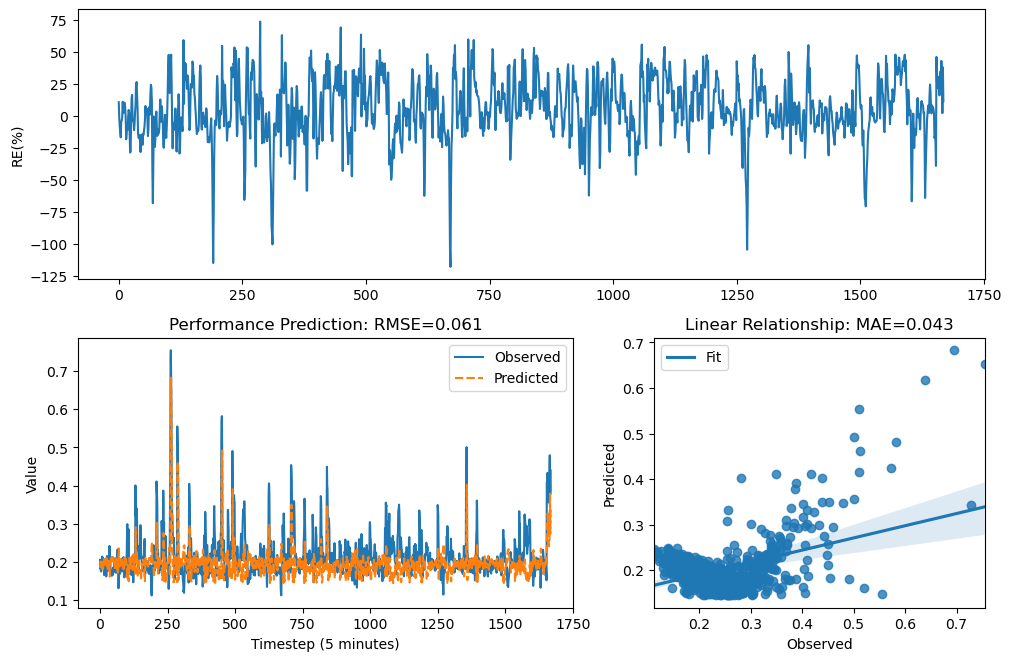 RE(%)
75
50
25
0
−25
−50
−75
−100
−125
0 250 500 750 1000 1250 1500 1750
Performance Prediction: RMSE=0.061
Value
0.7
0.6
0.5
0.4
0.3
0.2
0.1
Observed
Predicted
0 250 500 750 1000 1250 1500 1750
Timestep (5 minutes)
Linear Relationship: MAE=0.043
Predicted
0.7
0.6
0.5
0.4
0.3
0.2
Fit
0.2 0.3 0.4 0.5 0.6 0.7
Observed